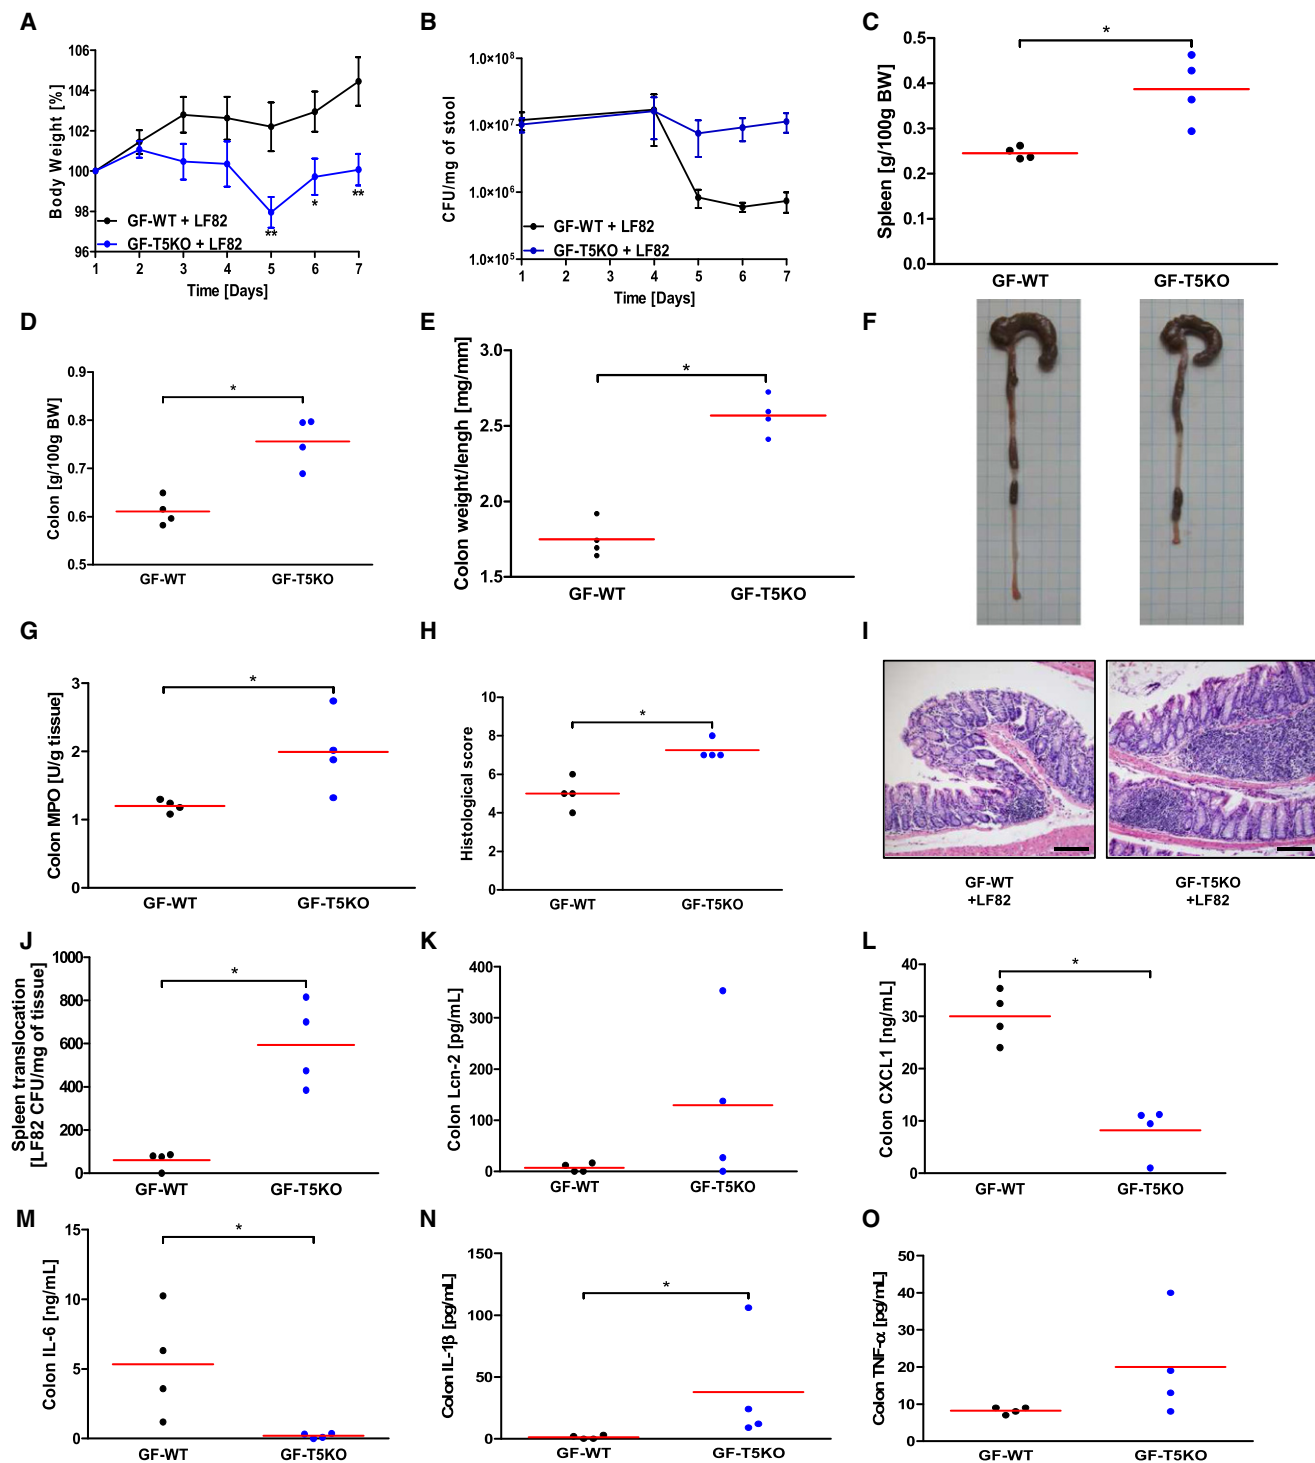 A
106
104
102
100
98
96
Body Weight [%]
GF-WT + LF82
GF-T5KO + LF82
*
**
**
1 2 3 4 5 6 7
Time [Days]
B
1.0×10⁸
1.0×10⁷
1.0×10⁶
1.0×10⁵
CFU/mg of stool
GF-WT + LF82
GF-T5KO + LF82
1 2 3 4 5 6 7
Time [Days]
C
0.5
0.4
0.3
0.2
0.1
0.0
Spleen [g/100g BW]
*
GF-WT GF-T5KO
D
0.9
0.8
0.7
0.6
0.5
Colon [g/100g BW]
*
GF-WT GF-T5KO
E
3.0
2.5
2.0
1.5
Colon weight/lengh [mg/mm]
*
GF-WT GF-T5KO
F
G
3
2
1
0
Colon MPO [U/g tissue]
*
GF-WT GF-T5KO
H
10
8
6
4
2
0
Histological score
*
GF-WT GF-T5KO
I
GF-WT
+LF82
GF-T5KO
+LF82
J
1000
800
600
400
200
0
Spleen translocation
[LF82 CFU/mg of tissue]
*
GF-WT GF-T5KO
K
400
300
200
100
0
Colon Lcn-2 [pg/mL]
GF-WT GF-T5KO
L
40
30
20
10
0
Colon CXCL1 [ng/mL]
*
GF-WT GF-T5KO
M
15
10
5
0
Colon IL-6 [ng/mL]
*
GF-WT GF-T5KO
N
150
100
50
0
Colon IL-1β [pg/mL]
*
GF-WT GF-T5KO
O
50
40
30
20
10
0
Colon TNF-α [pg/mL]
GF-WT GF-T5KO